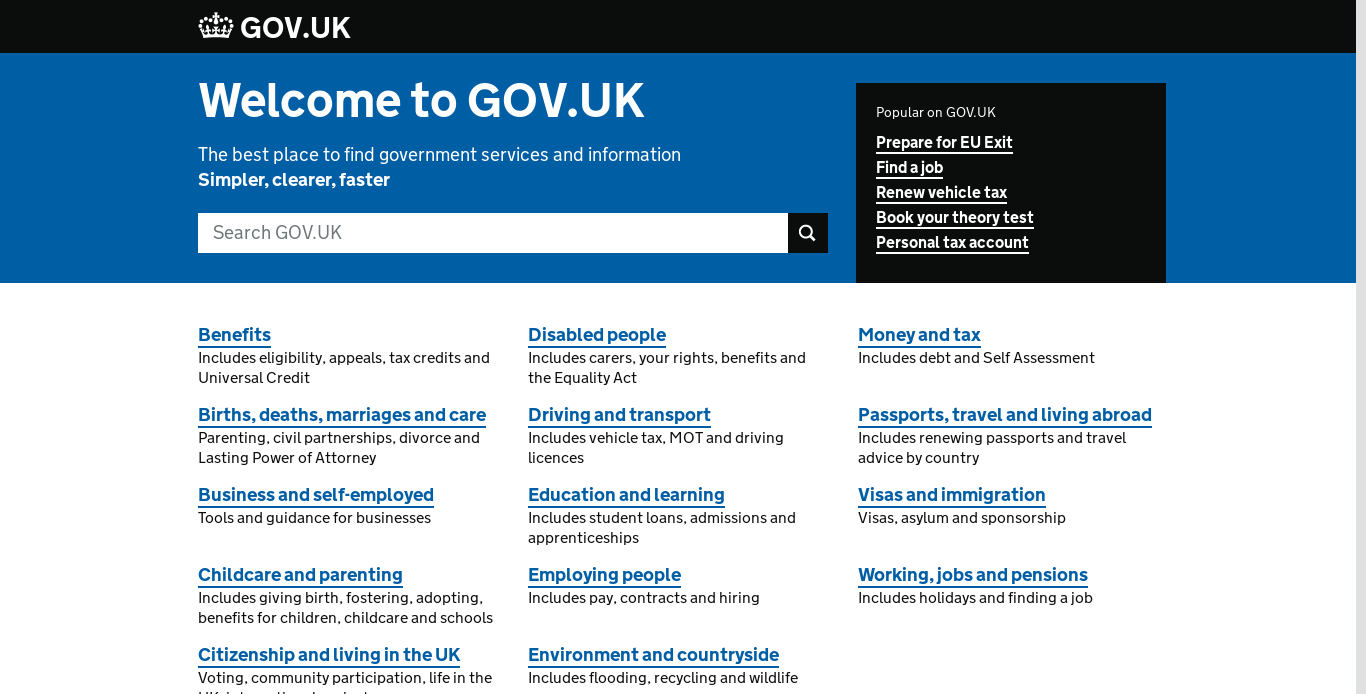 GOV.UK
Welcome to GOV.UK
The best place to find government services and information
Simpler, clearer, faster
Search GOV.UK
Popular on GOV.UK
Prepare for EU Exit
Find a job
Renew vehicle tax
Book your theory test
Personal tax account
Benefits
Includes eligibility, appeals, tax credits and
Universal Credit
Births, deaths, marriages and care
Parenting, civil partnerships, divorce and
Lasting Power of Attorney
Business and self-employed
Tools and guidance for businesses
Childcare and parenting
Includes giving birth, fostering, adopting,
benefits for children, childcare and schools
Citizenship and living in the UK
Voting, community participation, life in the
Disabled people
Includes carers, your rights, benefits and
the Equality Act
Driving and transport
Includes vehicle tax, MOT and driving
licences
Education and learning
Includes student loans, admissions and
apprenticeships
Employing people
Includes pay, contracts and hiring
Environment and countryside
Includes flooding, recycling and wildlife
Money and tax
Includes debt and Self Assessment
Passports, travel and living abroad
Includes renewing passports and travel
advice by country
Visas and immigration
Visas, asylum and sponsorship
Working, jobs and pensions
Includes holidays and finding a job